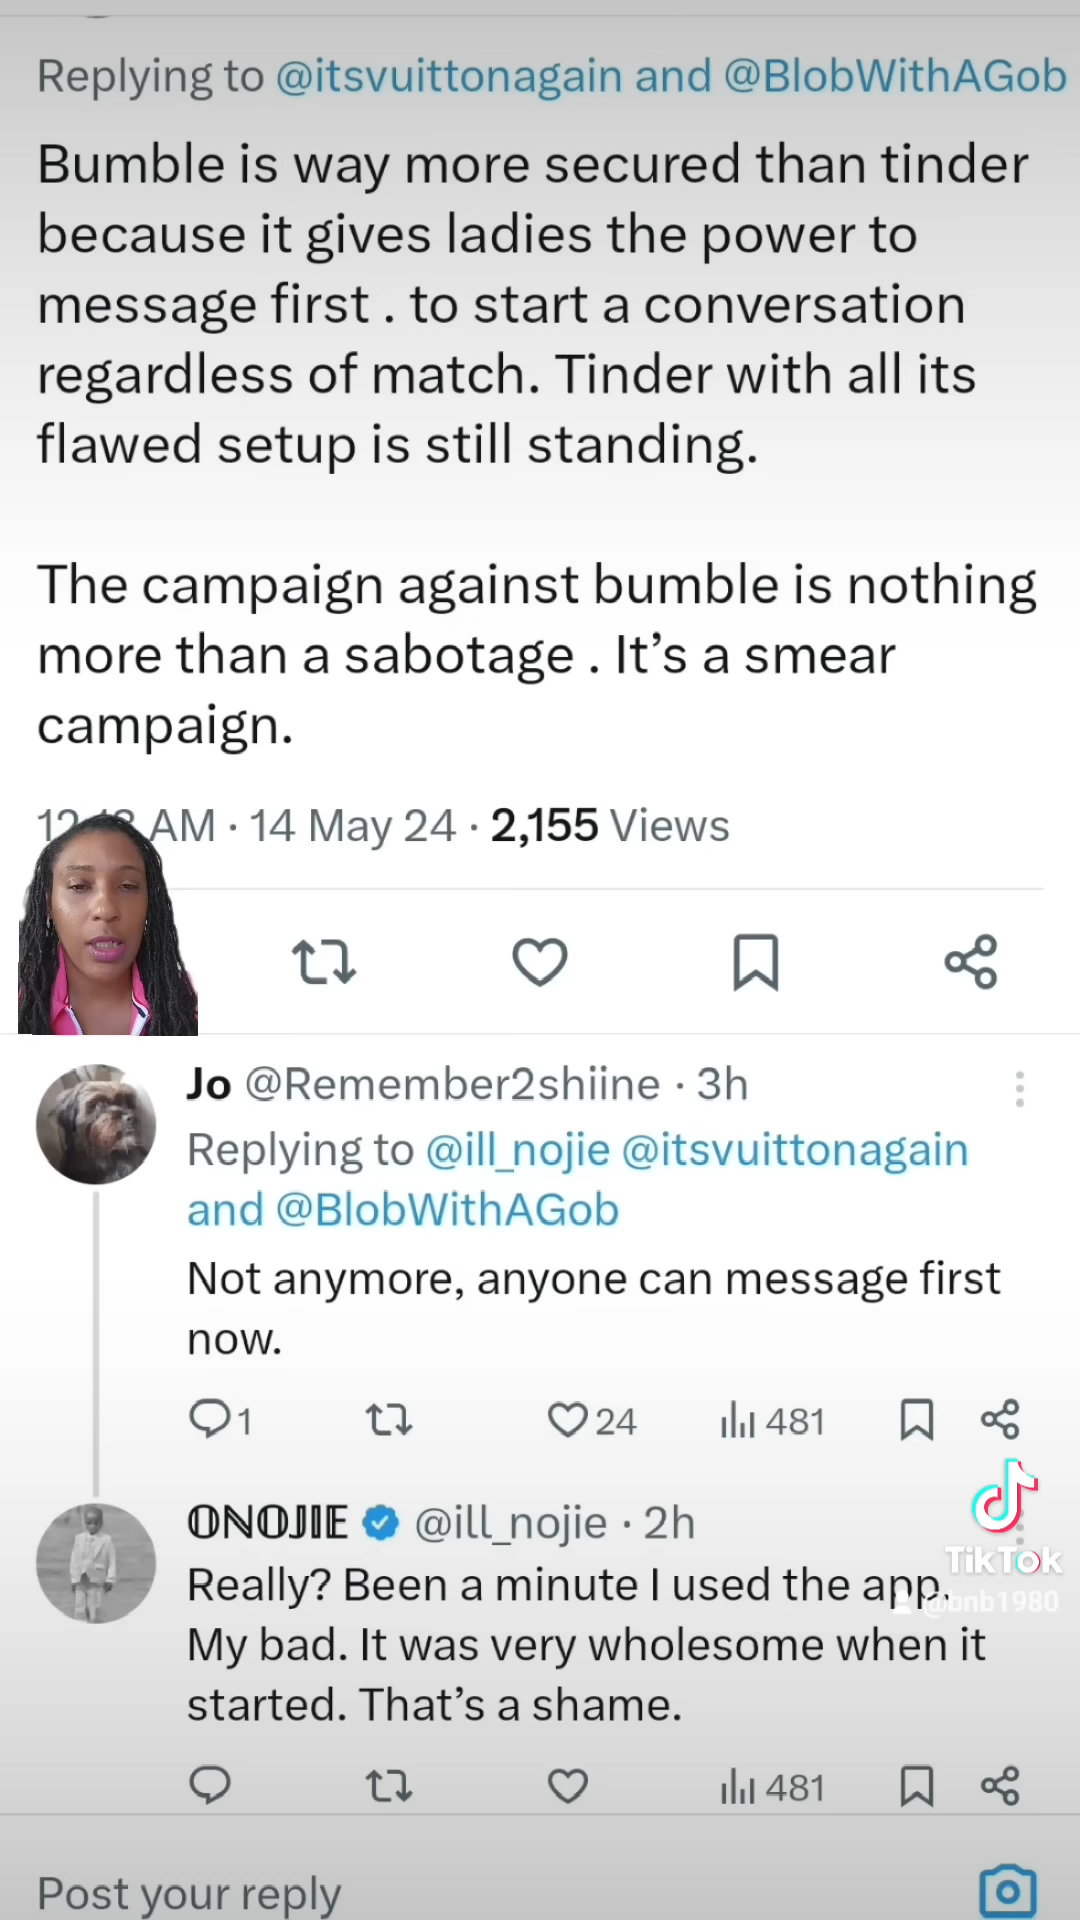 Replying to @itsvuittonagain and @BlobWithAGob
Bumble is way more secured than tinder
because it gives ladies the power to
message first . to start a conversation
regardless of match. Tinder with all its
flawed setup is still standing.
The campaign against bumble is nothing
more than a sabotage . It’s a smear
campaign.
AM · 14 May 24 · 2,155 Views
Jo @Remember2shiine · 3h
Replying to @ill_nojie @itsvuittonagain
and @BlobWithAGob
Not anymore, anyone can message first
now.
1 24 481
ONOJIE @ill_nojie · 2h
Really? Been a minute I used the app.
My bad. It was very wholesome when it
started. That’s a shame.
481
TikTok
@bnb1980
Post your reply